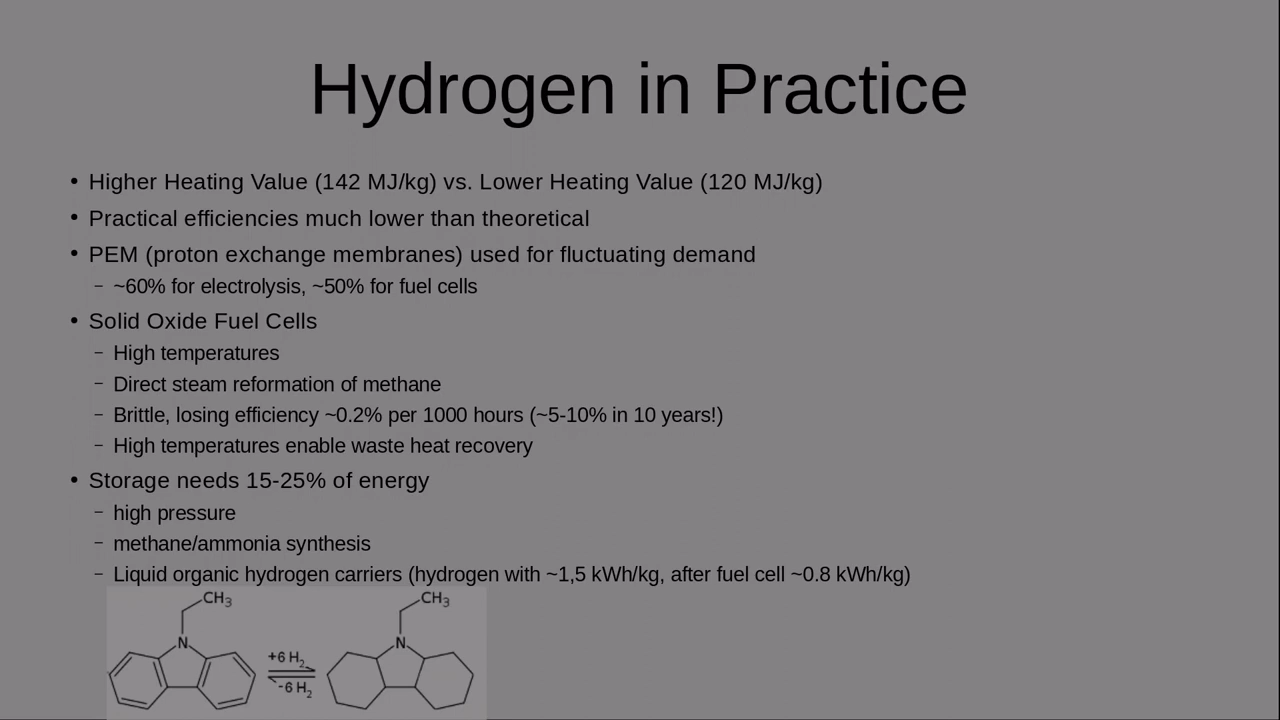 Hydrogen in Practice
• Higher Heating Value (142 MJ/kg) vs. Lower Heating Value (120 MJ/kg)
• Practical efficiencies much lower than theoretical
• PEM (proton exchange membranes) used for fluctuating demand
– ~60% for electrolysis, ~50% for fuel cells
• Solid Oxide Fuel Cells
– High temperatures
– Direct steam reformation of methane
– Brittle, losing efficiency ~0.2% per 1000 hours (~5-10% in 10 years!)
– High temperatures enable waste heat recovery
• Storage needs 15-25% of energy
– high pressure
– methane/ammonia synthesis
– Liquid organic hydrogen carriers (hydrogen with ~1,5 kWh/kg, after fuel cell ~0.8 kWh/kg)
CH3 CH3
N N
+6 H2
-6 H2